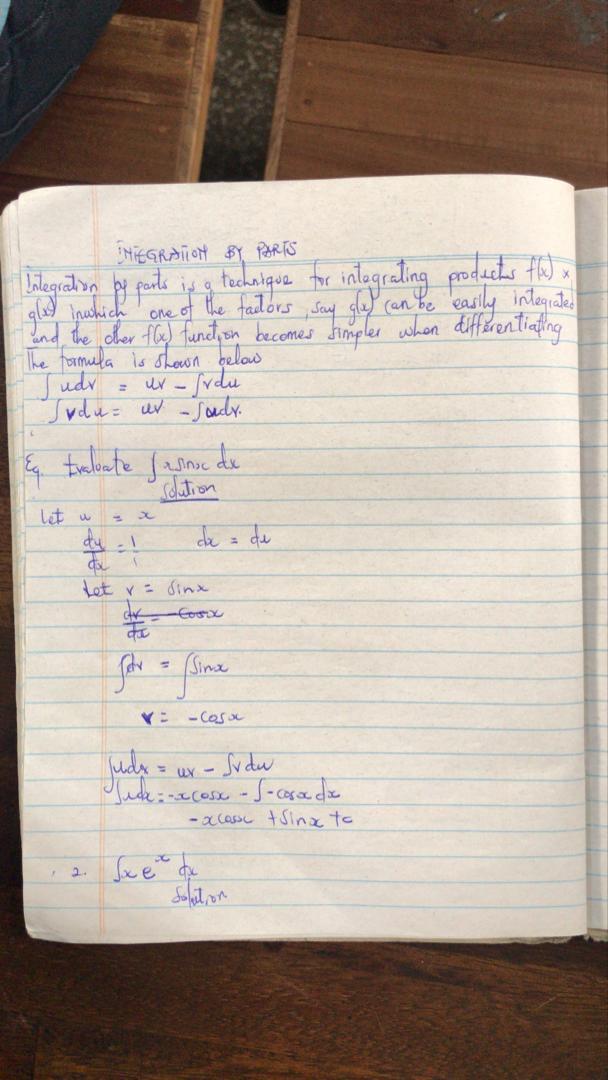 INTEGRATION BY PARTS
Integration by parts is a technique for integrating products f(x) x
g(x) inwhich one of the factors, say g(x) can be easily integrated
and the other f(x) function becomes simpler when differentiating
The formula is shown below
∫udv = uv - ∫vdu
∫vdu = uv - ∫udv.
Eg. Evaluate ∫xsinx dx
Solution
Let u = x
du/dx = 1/1 dx = du
Let v = sinx
dv/dx = -cosx
∫dv = ∫sinx
v = -cosx
∫udx = uv - ∫vdu
∫udx = -xcosx - ∫-cosx dx
-xcosx + sinx + c
2. ∫x e^x dx
Solution